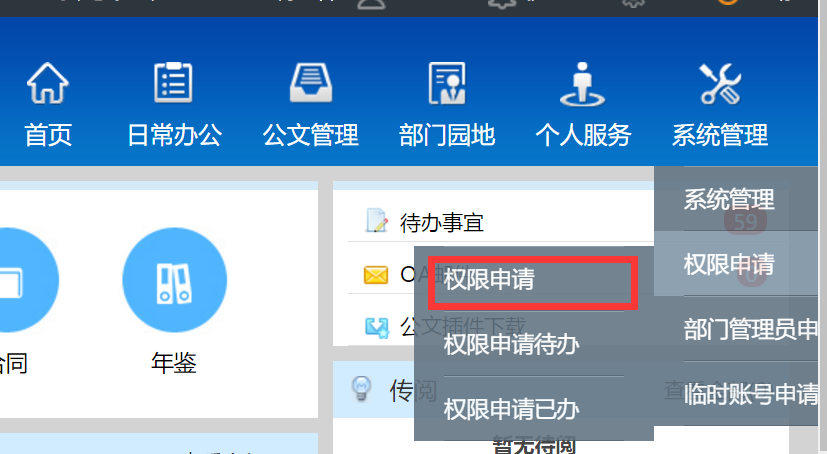 首页
日常办公
公文管理
部门园地
个人服务
系统管理
系统管理
59
权限申请
部门管理员申
临时账号申请
待办事宜
OA
公文插件下载
权限申请
权限申请待办
权限申请已办
合同
年鉴
传阅
查
暂无待阅